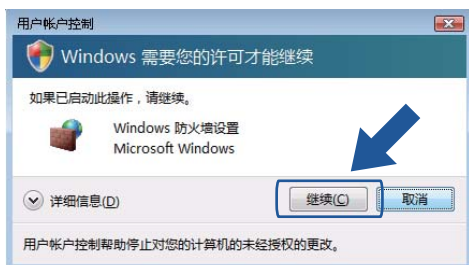 用户帐户控制
Windows 需要您的许可才能继续
如果已启动此操作，请继续。
Windows 防火墙设置
Microsoft Windows
详细信息(D)
继续(C)
取消
用户帐户控制帮助停止对您的计算机的未经授权的更改。